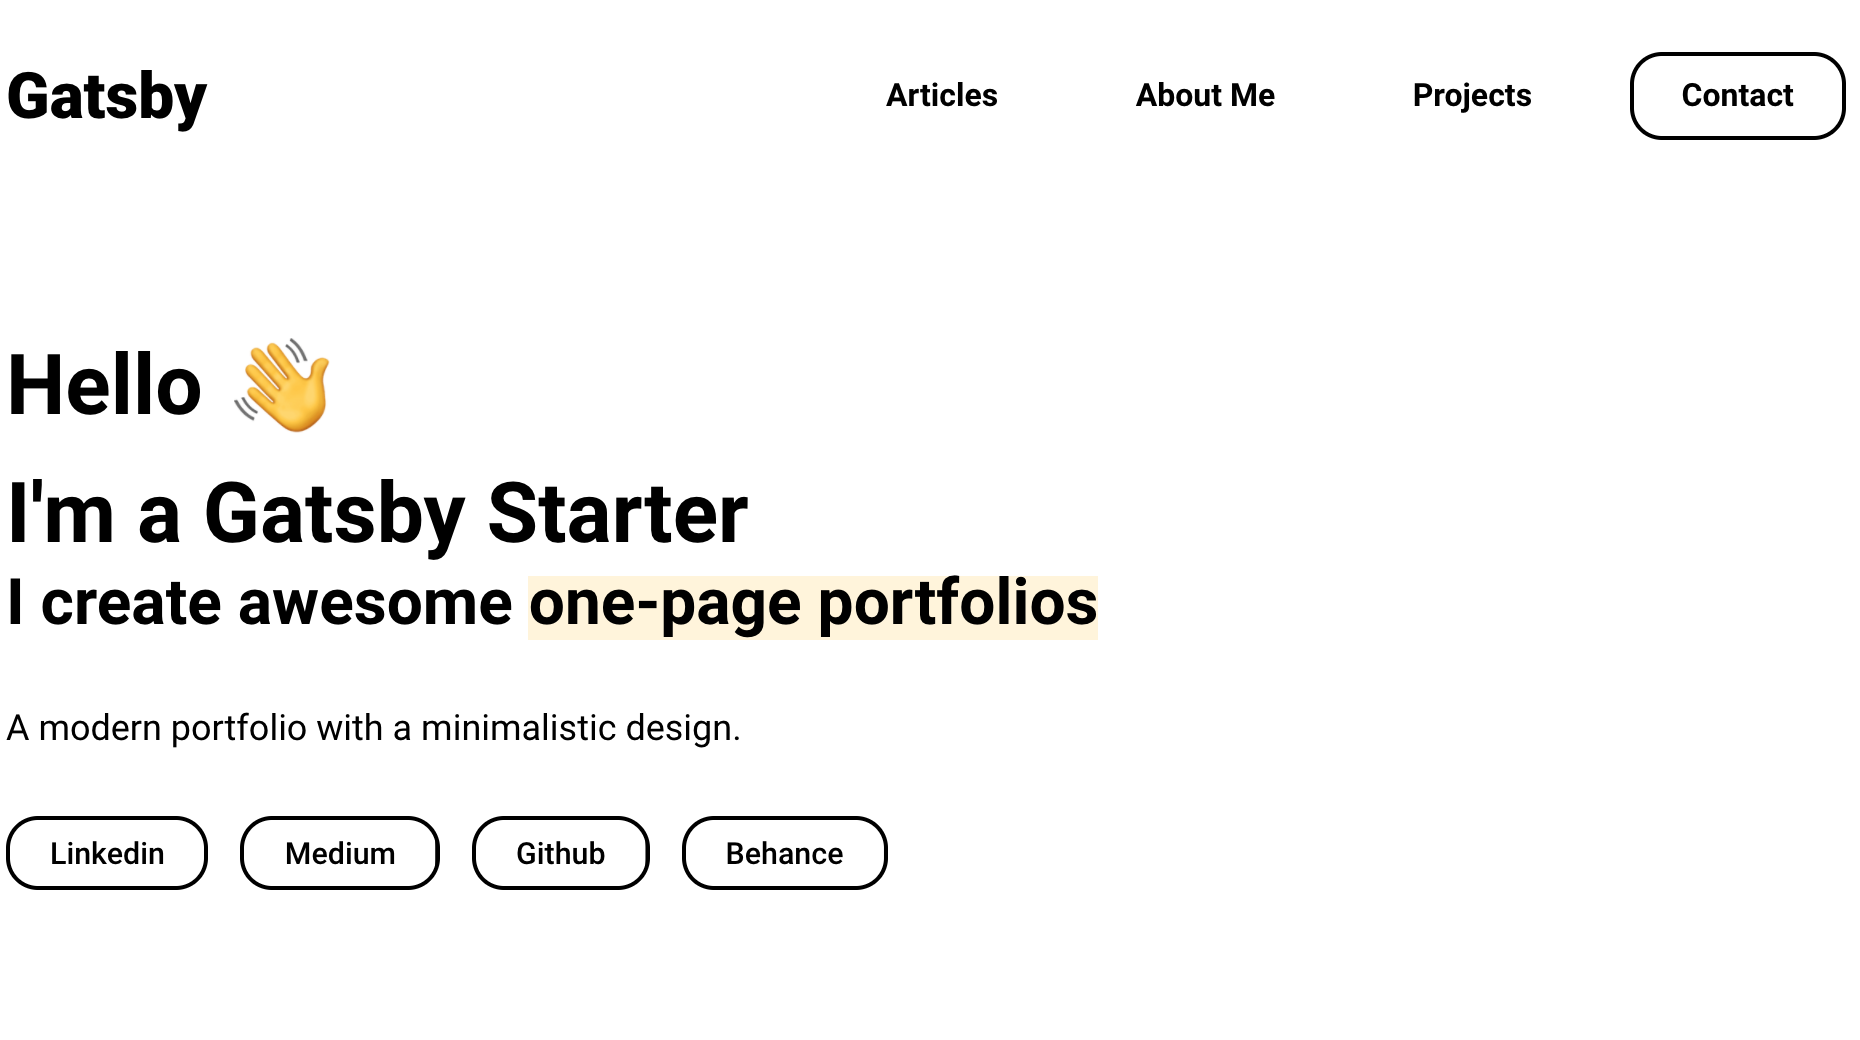 Gatsby
Articles About Me Projects Contact
Hello 👋
I'm a Gatsby Starter
I create awesome one-page portfolios
A modern portfolio with a minimalistic design.
Linkedin Medium Github Behance